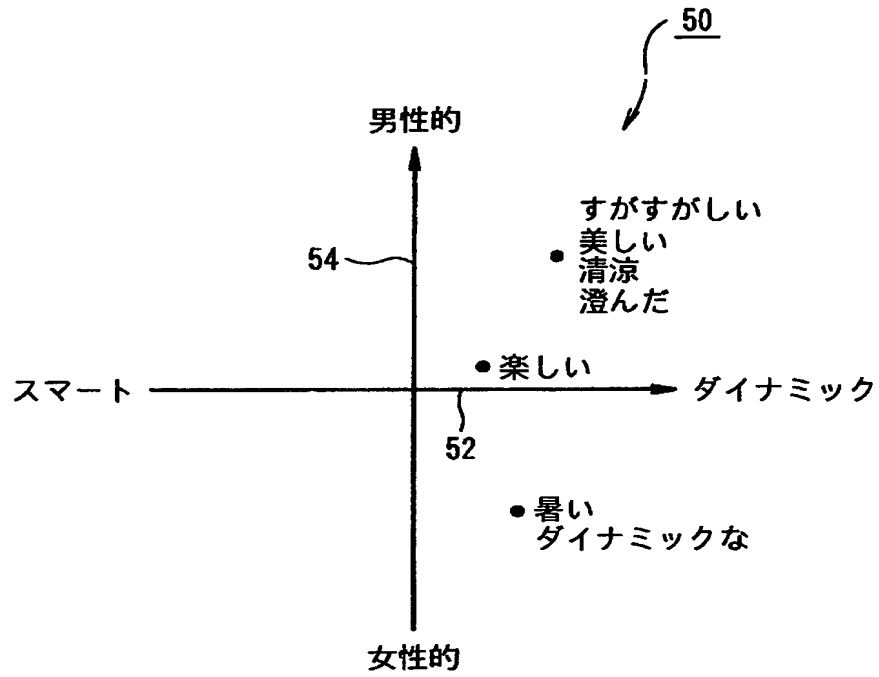 50
男性的
すがすがしい
美しい
清涼
澄んだ
54
楽しい
スマート
ダイナミック
52
暑い
ダイナミックな
女性的